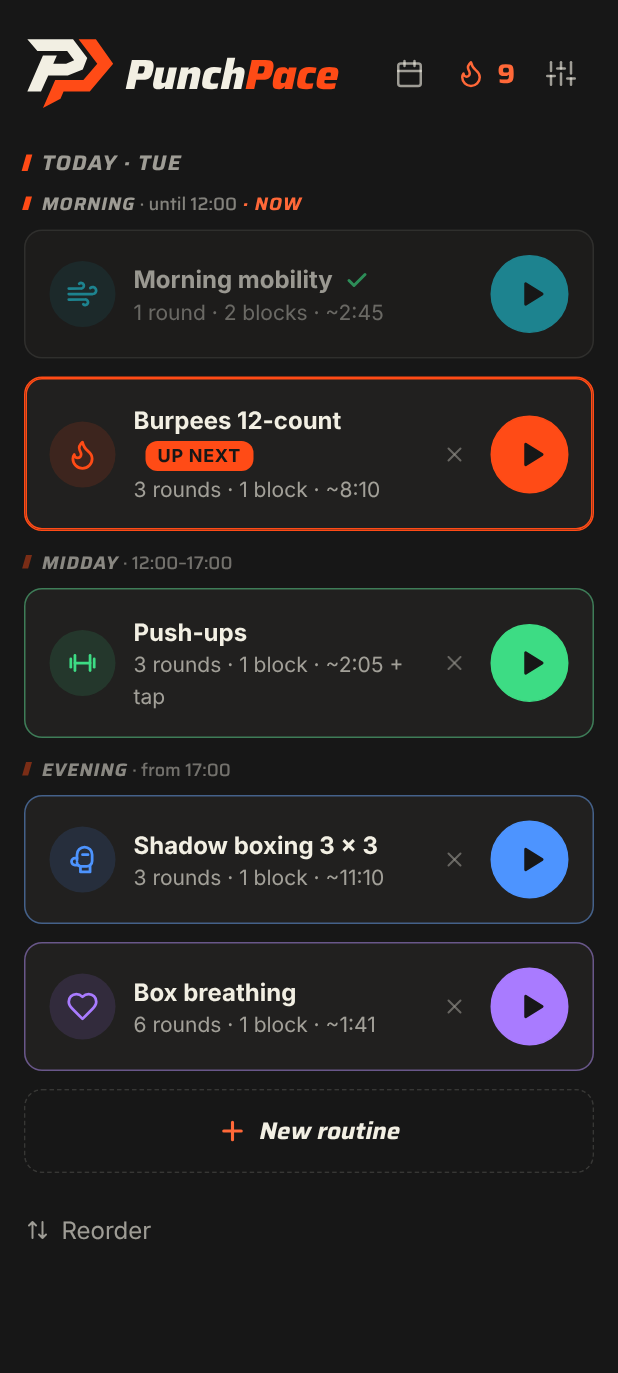 PunchPace
9
TODAY · TUE
MORNING · until 12:00 · NOW
Morning mobility
1 round · 2 blocks · ~2:45
Burpees 12-count
UP NEXT
3 rounds · 1 block · ~8:10
MIDDAY · 12:00–17:00
Push-ups
3 rounds · 1 block · ~2:05 +
tap
EVENING · from 17:00
Shadow boxing 3 × 3
3 rounds · 1 block · ~11:10
Box breathing
6 rounds · 1 block · ~1:41
New routine
Reorder